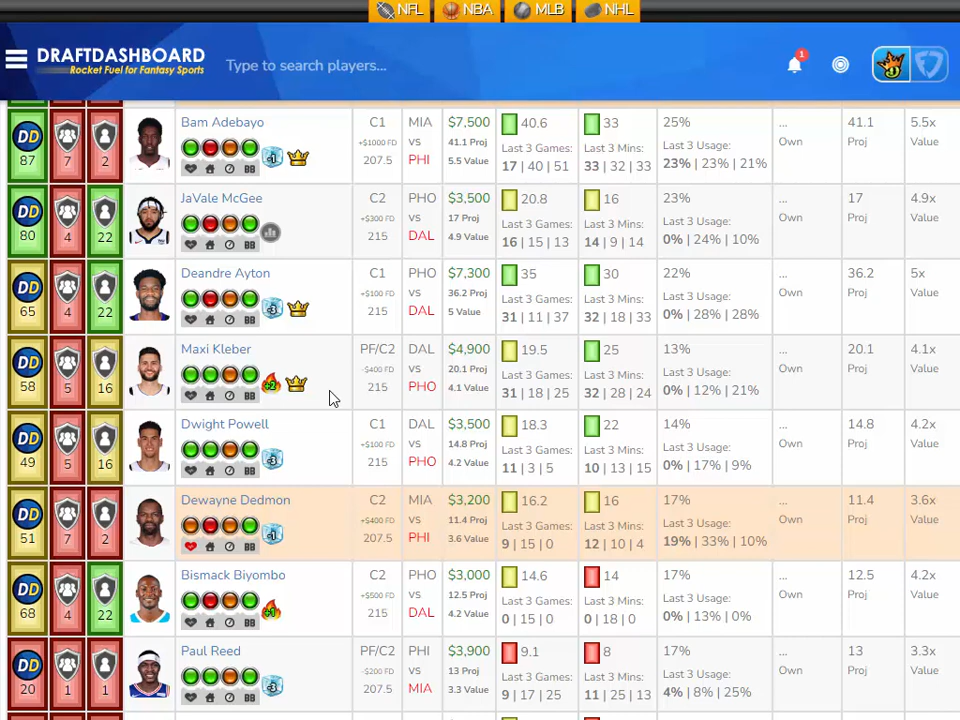 NFL NBA MLB NHL
DRAFTDASHBOARD
Rocket Fuel for Fantasy Sports
Type to search players...
1
DD 87 7 2 Bam Adebayo C1 +$1000 FD 207.5 MIA VS PHI $7,500 41.1 Proj 5.5 Value 40.6 Last 3 Games: 17 | 40 | 51 33 Last 3 Mins: 33 | 32 | 33 25% Last 3 Usage: 23% | 23% | 21% ... Own 41.1 Proj 5.5x Value
-1
BB
DD 80 4 22 JaVale McGee C2 +$300 FD 215 PHO VS DAL $3,500 17 Proj 4.9 Value 20.8 Last 3 Games: 16 | 15 | 13 16 Last 3 Mins: 14 | 9 | 14 23% Last 3 Usage: 0% | 24% | 10% ... Own 17 Proj 4.9x Value
BB
DD 65 4 22 Deandre Ayton C1 +$100 FD 215 PHO VS DAL $7,300 36.2 Proj 5 Value 35 Last 3 Games: 31 | 11 | 37 30 Last 3 Mins: 32 | 18 | 33 22% Last 3 Usage: 0% | 28% | 28% ... Own 36.2 Proj 5x Value
-3
BB
DD 58 5 16 Maxi Kleber PF/C2 -$400 FD 215 DAL VS PHO $4,900 20.1 Proj 4.1 Value 19.5 Last 3 Games: 31 | 18 | 25 25 Last 3 Mins: 32 | 28 | 24 13% Last 3 Usage: 0% | 12% | 21% ... Own 20.1 Proj 4.1x Value
+2
BB
DD 49 5 16 Dwight Powell C1 +$100 FD 215 DAL VS PHO $3,500 14.8 Proj 4.2 Value 18.3 Last 3 Games: 11 | 3 | 5 22 Last 3 Mins: 10 | 13 | 15 14% Last 3 Usage: 0% | 17% | 9% ... Own 14.8 Proj 4.2x Value
-3
BB
DD 51 7 2 Dewayne Dedmon C2 +$400 FD 207.5 MIA VS PHI $3,200 11.4 Proj 3.6 Value 16.2 Last 3 Games: 9 | 15 | 0 16 Last 3 Mins: 12 | 10 | 4 17% Last 3 Usage: 19% | 33% | 10% ... Own 11.4 Proj 3.6x Value
-1
BB
DD 68 4 22 Bismack Biyombo C2 +$500 FD 215 PHO VS DAL $3,000 12.5 Proj 4.2 Value 14.6 Last 3 Games: 0 | 15 | 0 14 Last 3 Mins: 0 | 18 | 0 17% Last 3 Usage: 0% | 13% | 0% ... Own 12.5 Proj 4.2x Value
+1
BB
DD 20 1 1 Paul Reed PF/C2 -$200 FD 207.5 PHI VS MIA $3,900 13 Proj 3.3 Value 9.1 Last 3 Games: 9 | 17 | 25 8 Last 3 Mins: 11 | 25 | 13 17% Last 3 Usage: 4% | 8% | 25% ... Own 13 Proj 3.3x Value
-3
BB